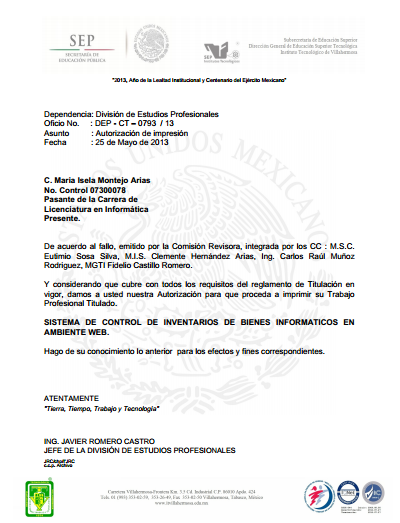 SEP
SECRETARÍA DE
EDUCACIÓN PÚBLICA
SEP
Subsecretaría de Educación Superior
Dirección General de Educación Superior Tecnológica
Instituto Tecnológico de Villahermosa
"2013, Año de la Lealtad Institucional y Centenario del Ejército Mexicano"
Dependencia: División de Estudios Profesionales
Oficio No. : DEP - CT – 0793 / 13
Asunto : Autorización de impresión
Fecha : 25 de Mayo de 2013
C. Maria Isela Montejo Arias
No. Control 07300078
Pasante de la Carrera de
Licenciatura en Informática
Presente.
De acuerdo al fallo, emitido por la Comisión Revisora, integrada por los CC : M.S.C.
Eutimio Sosa Silva, M.I.S. Clemente Hernández Arias, Ing. Carlos Raúl Muñoz
Rodriguez, MGTI Fidelio Castillo Romero.
Y considerando que cubre con todos los requisitos del reglamento de Titulación en
vigor, damos a usted nuestra Autorización para que proceda a imprimir su Trabajo
Profesional Titulado.
SISTEMA DE CONTROL DE INVENTARIOS DE BIENES INFORMATICOS EN
AMBIENTE WEB.
Hago de su conocimiento lo anterior para los efectos y fines correspondientes.
ATENTAMENTE
"Tierra, Tiempo, Trabajo y Tecnología"
ING. JAVIER ROMERO CASTRO
JEFE DE LA DIVISIÓN DE ESTUDIOS PROFESIONALES
c.c.p. Archivo
Carretera Villahermosa-Frontera Km. 3.5 Cd. Industrial C.P. 86010 Apdo. 424
Tels. 01 (993) 353-02-59, 353-26-49, Fax 353-02-50 Villahermosa, Tabasco, México